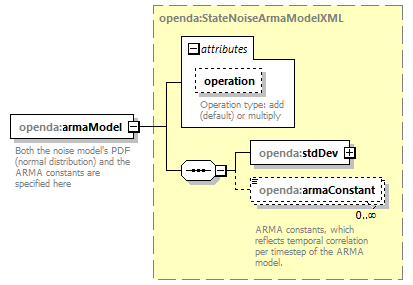 openda:StateNoiseArmaModelXML
attributes
operation
Operation type: add
(default) or multiply
openda:armaModel
Both the noise model's PDF
(normal distribution) and the
ARMA constants are
specified here
openda:stdDev
openda:armaConstant
0..∞
ARMA constants, which
reflects temporal correlation
per timestep of the ARMA
model.